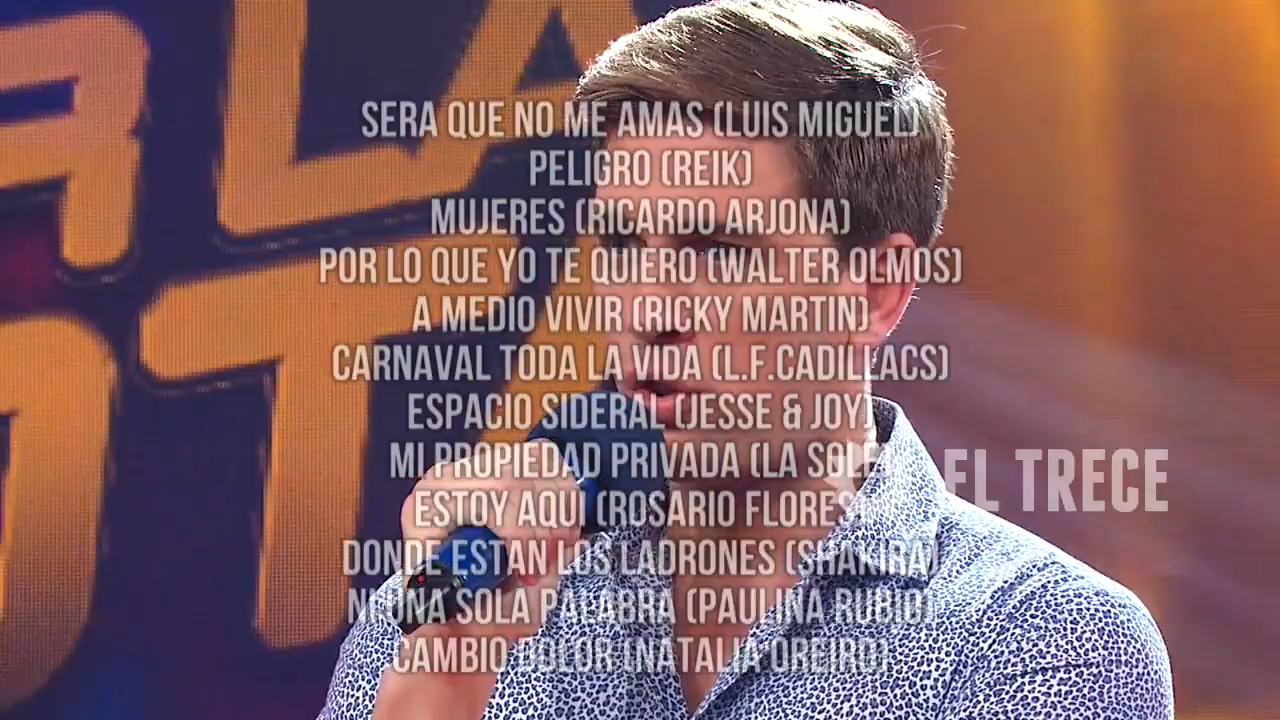 ALA
OTA
SERA QUE NO ME AMAS (LUIS MIGUEL)
PELIGRO (REIK)
MUJERES (RICARDO ARJONA)
POR LO QUE YO TE QUIERO (WALTER OLMOS)
A MEDIO VIVIR (RICKY MARTIN)
CARNAVAL TODA LA VIDA (L.F.CADILLACS)
ESPACIO SIDERAL (JESSE & JOY)
MI PROPIEDAD PRIVADA (LA SOLE)
EL TRECE
ESTOY AQUI (ROSARIO FLORES)
DONDE ESTAN LOS LADRONES (SHAKIRA)
NI UNA SOLA PALABRA (PAULINA RUBIO)
CAMBIO DOLOR (NATALIA OREIRO)